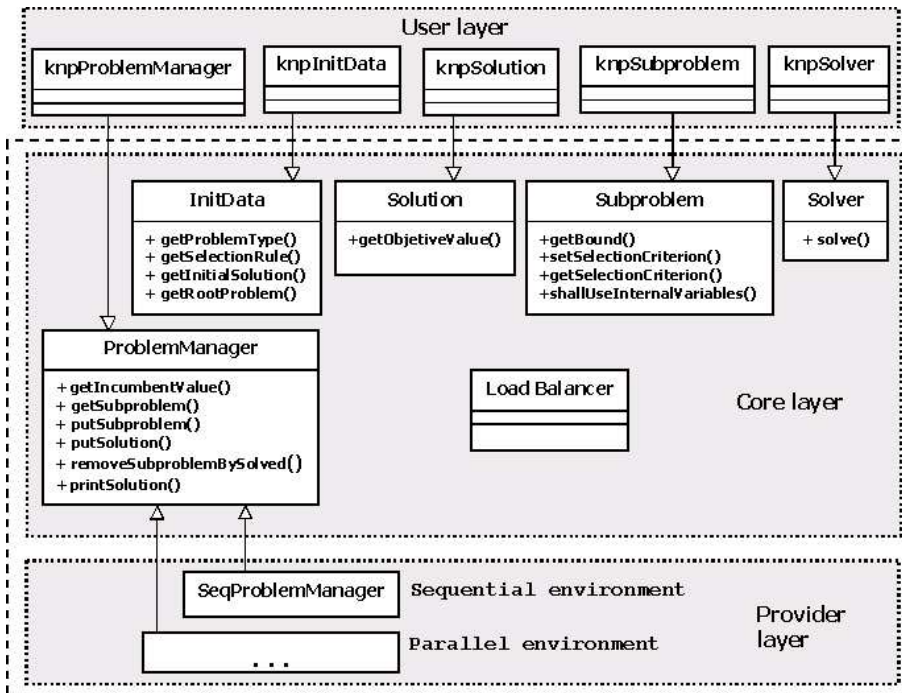 User layer
knpProblemManager
knpInitData
knpSolution
knpSubproblem
knpSolver
InitData
+ getProblemType()
+ getSelectionRule()
+ getInitialSolution()
+ getRootProblem()
Solution
+getObjetiveValue()
Subproblem
+getBound()
+setSelectionCriterion()
+getSelectionCriterion()
+shallUseInternalVariables()
Solver
+ solve()
ProblemManager
+ getIncumbentValue()
+ getSubproblem()
+ putSubproblem()
+ putSolution()
+ removeSubproblemBySolved()
+ printSolution()
Load Balancer
Core layer
SeqProblemManager
Sequential environment
...
Parallel environment
Provider
layer